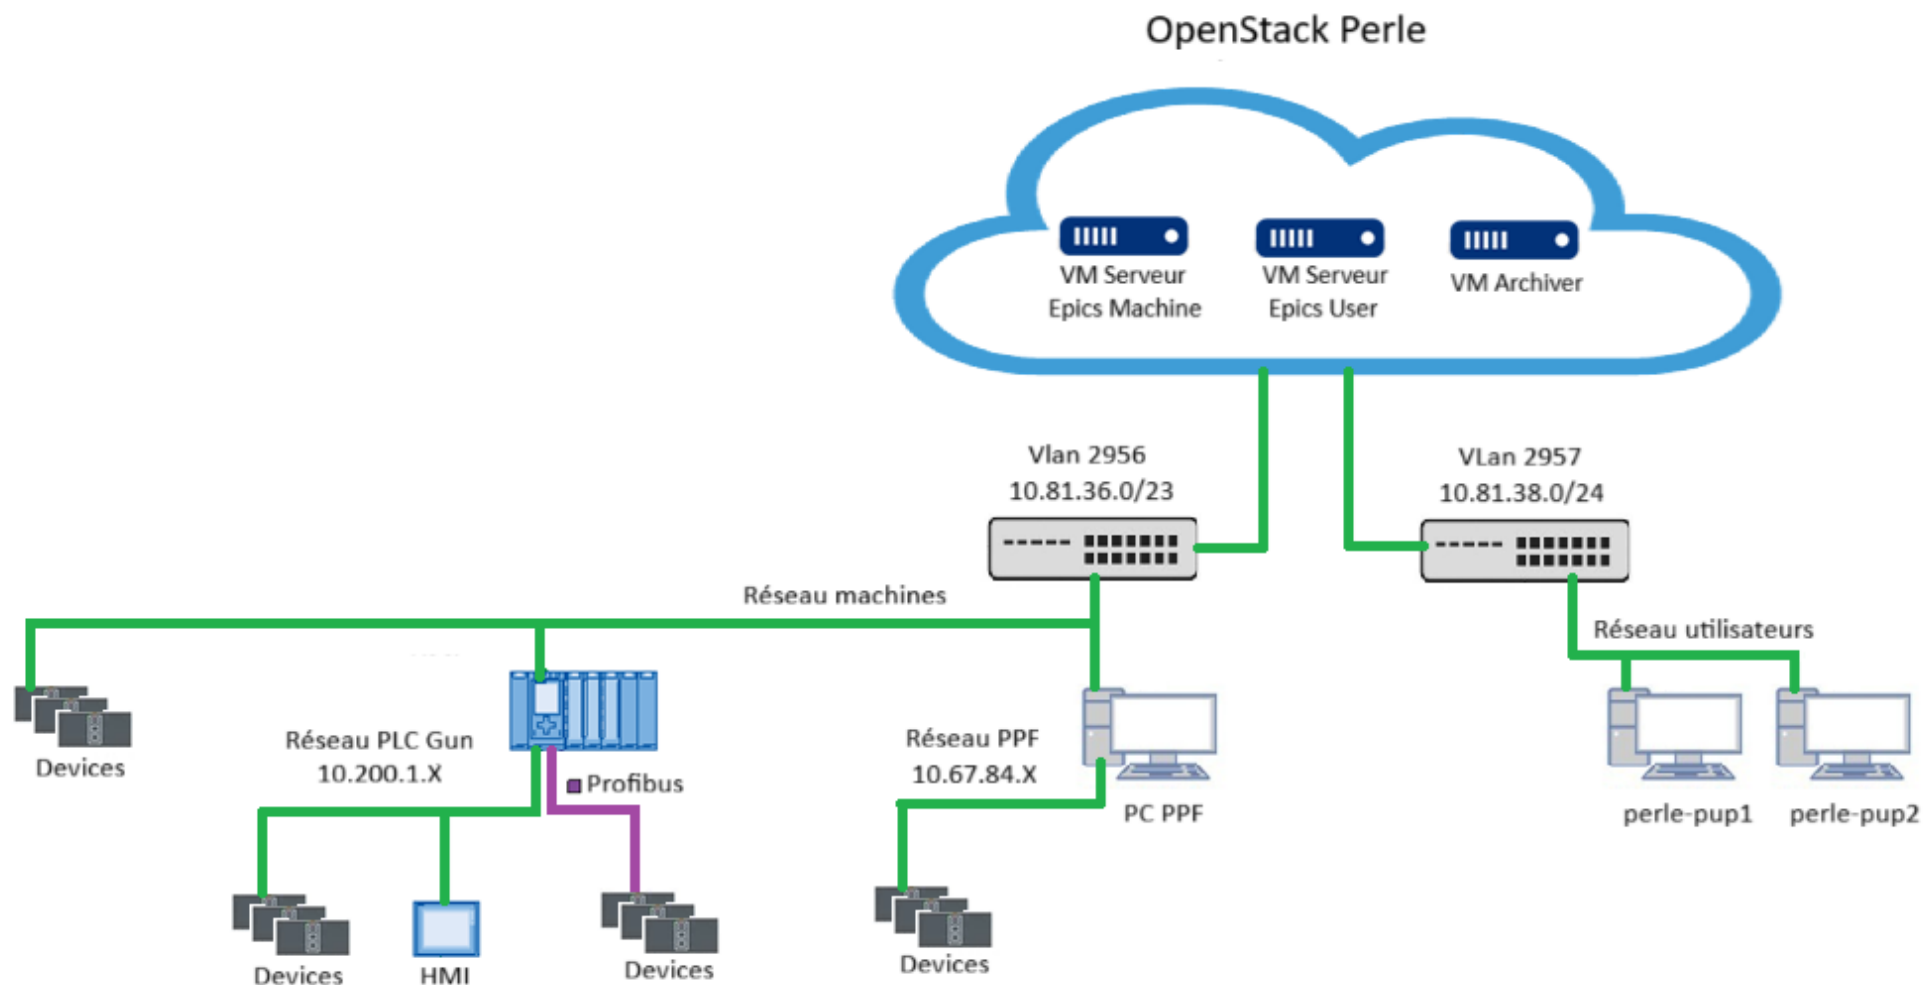 OpenStack Perle
VM Serveur
Epics Machine
VM Serveur
Epics User
VM Archiver
Vlan 2956
10.81.36.0/23
VLan 2957
10.81.38.0/24
Réseau machines
Réseau utilisateurs
Devices
Réseau PLC Gun
10.200.1.X
Profibus
Réseau PPF
10.67.84.X
PC PPF
perle-pup1
perle-pup2
Devices
HMI
Devices
Devices